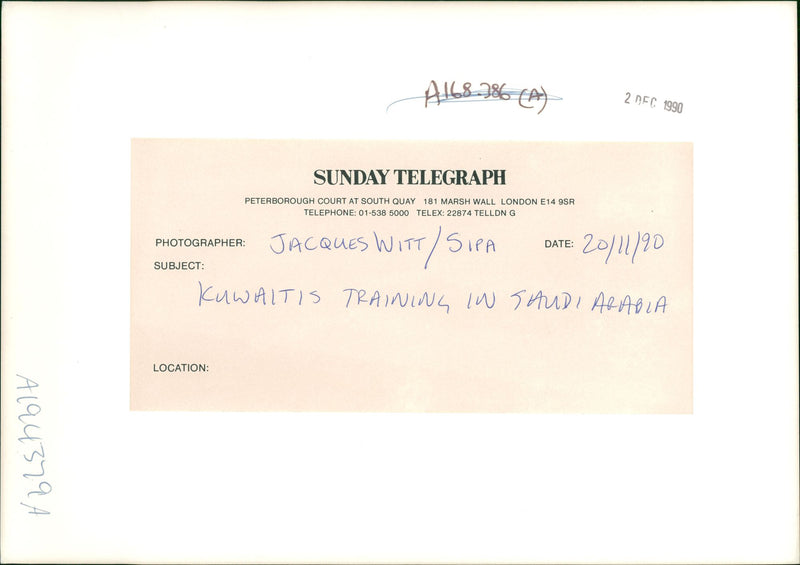 A168.386 (A)
2 DEC 1990
SUNDAY TELEGRAPH
PETERBOROUGH COURT AT SOUTH QUAY 181 MARSH WALL LONDON E14 9SR
TELEPHONE: 01-538 5000 TELEX: 22874 TELLDN G
PHOTOGRAPHER: JACQUES WITT/SIPA DATE: 20/11/90
SUBJECT:
KUWAITIS TRAINING IN SAUDI ARABIA
LOCATION:
A194379A